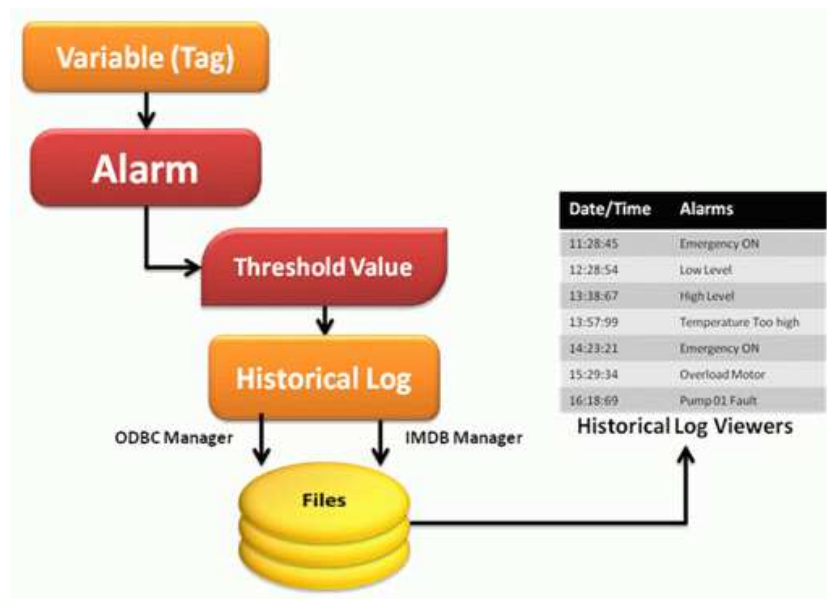 Variable (Tag)
Alarm
Threshold Value
Historical Log
ODBC Manager
IMDB Manager
Files
Date/Time Alarms
11:28:45 Emergency ON
12:28:54 Low Level
13:38:67 High Level
13:57:99 Temperature Too high
14:23:21 Emergency ON
15:29:34 Overload Motor
16:18:69 Pump 01 Fault
Historical Log Viewers